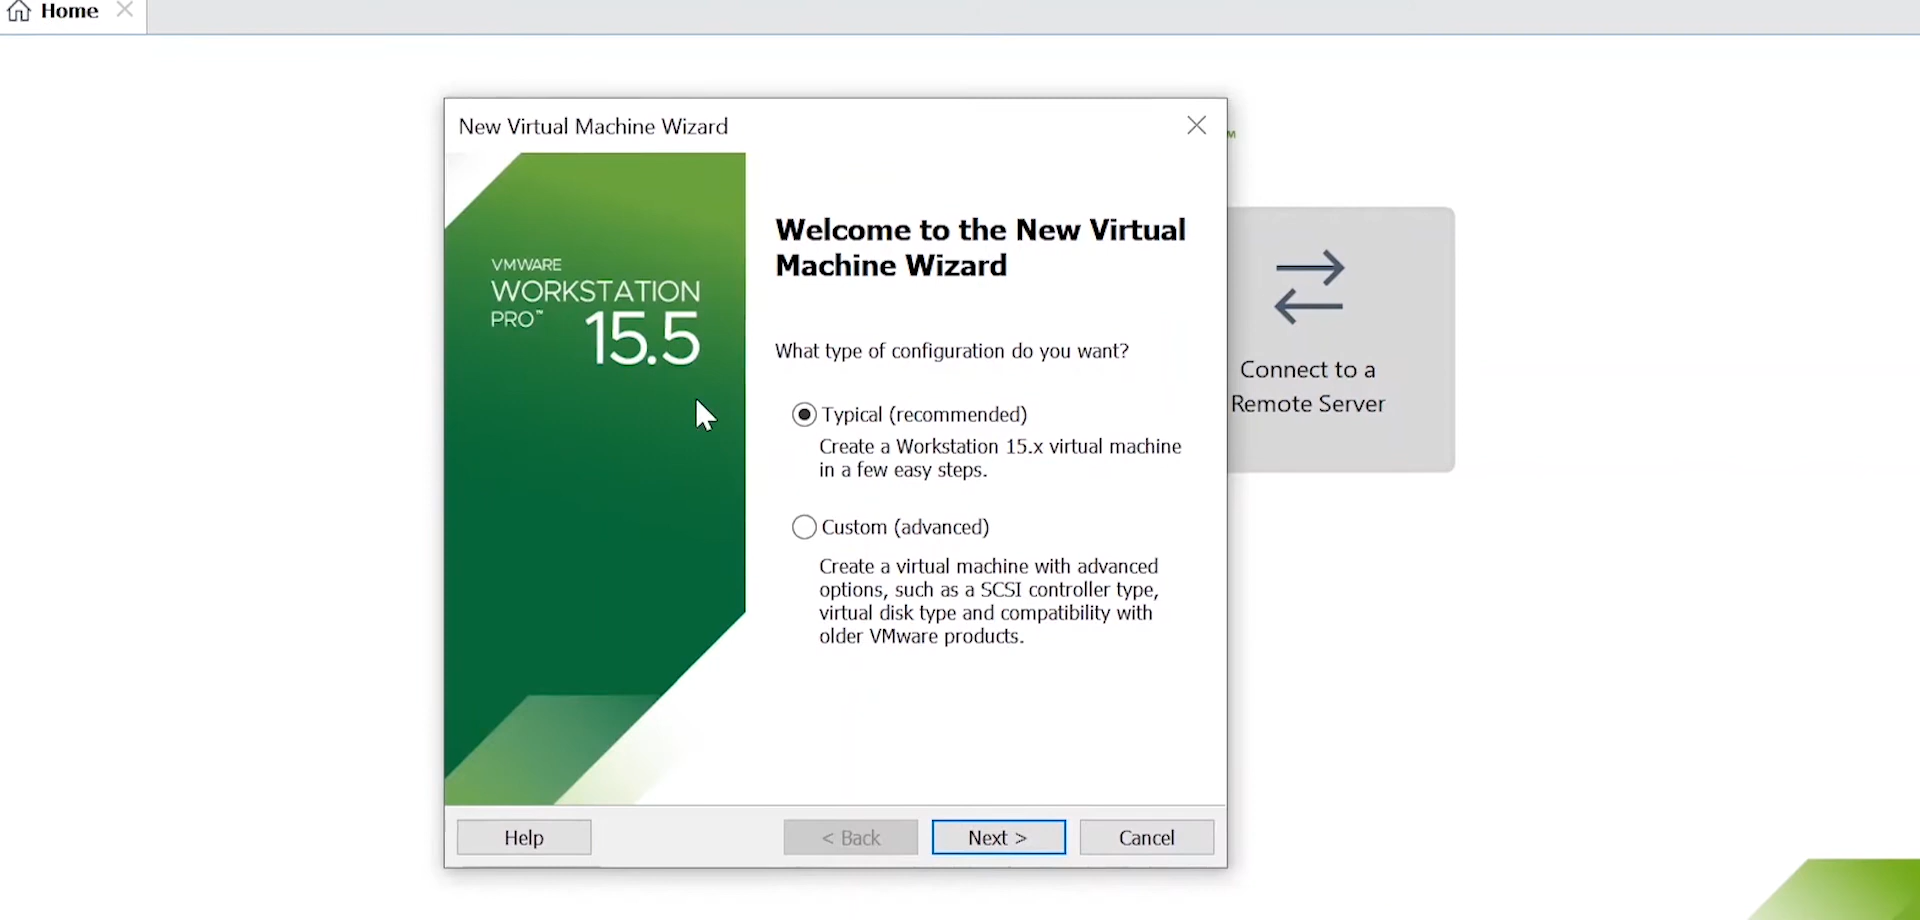 Home
New Virtual Machine Wizard
TM
VMWARE
WORKSTATION
PRO™
15.5
Welcome to the New Virtual
Machine Wizard
What type of configuration do you want?
Typical (recommended)
Create a Workstation 15.x virtual machine
in a few easy steps.
Custom (advanced)
Create a virtual machine with advanced
options, such as a SCSI controller type,
virtual disk type and compatibility with
older VMware products.
Connect to a
Remote Server
Help
< Back
Next >
Cancel